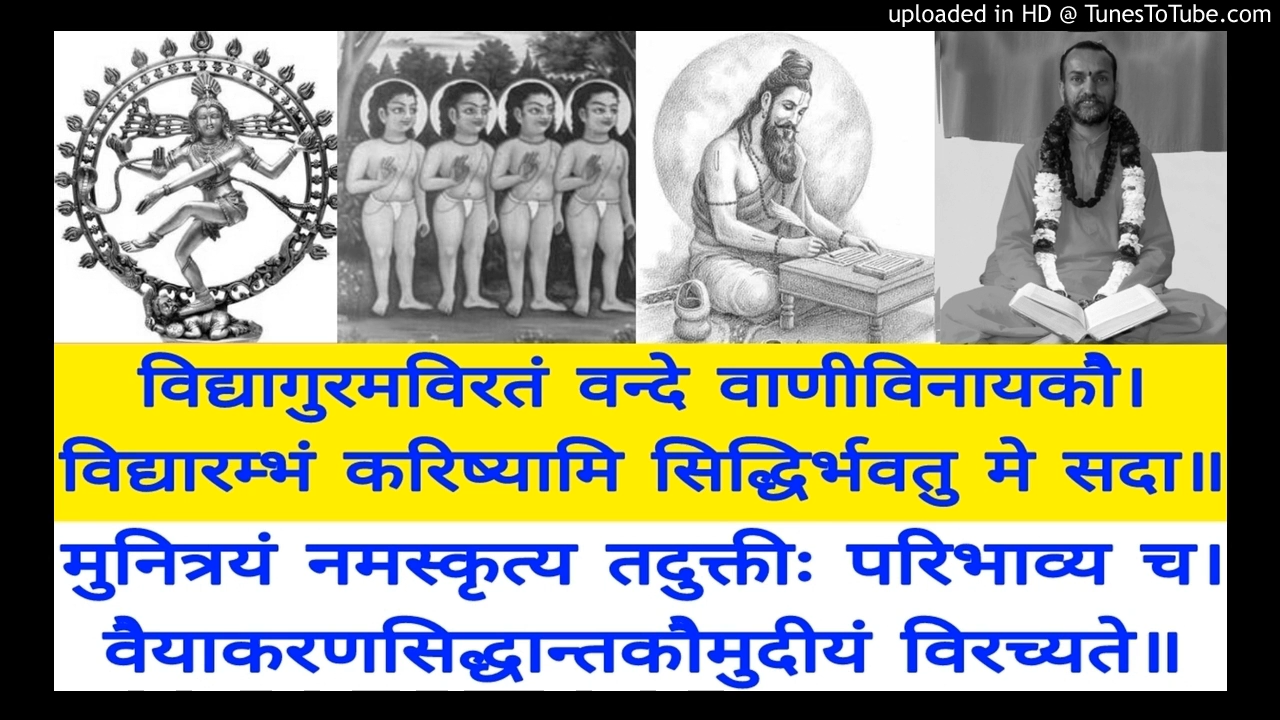 uploaded in HD @ TunesToTube.com
विद्यागुरमविरतं वन्दे वाणीविनायकौ।
विद्यारम्भं करिष्यामि सिद्धिर्भवतु मे सदा॥
मुनित्रयं नमस्कृत्य तदुक्तीः परिभाव्य च।
वैयाकरणसिद्धान्तकौमुदीयं विरच्यते॥